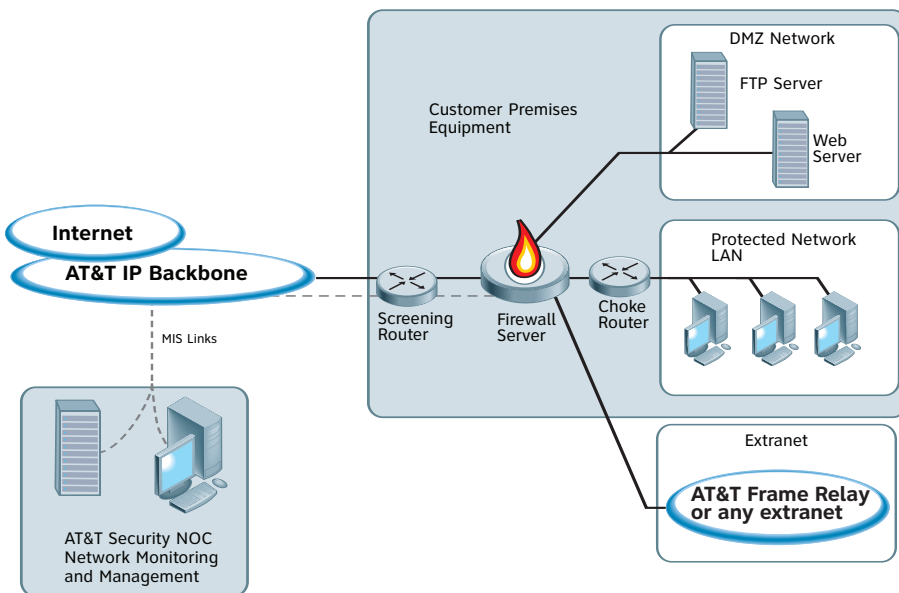 DMZ Network
FTP Server
Customer Premises
Equipment
Web
Server
Internet
AT&T IP Backbone
Protected Network
LAN
Screening
Router
Firewall
Server
Choke
Router
MIS Links
Extranet
AT&T Frame Relay
or any extranet
AT&T Security NOC
Network Monitoring
and Management